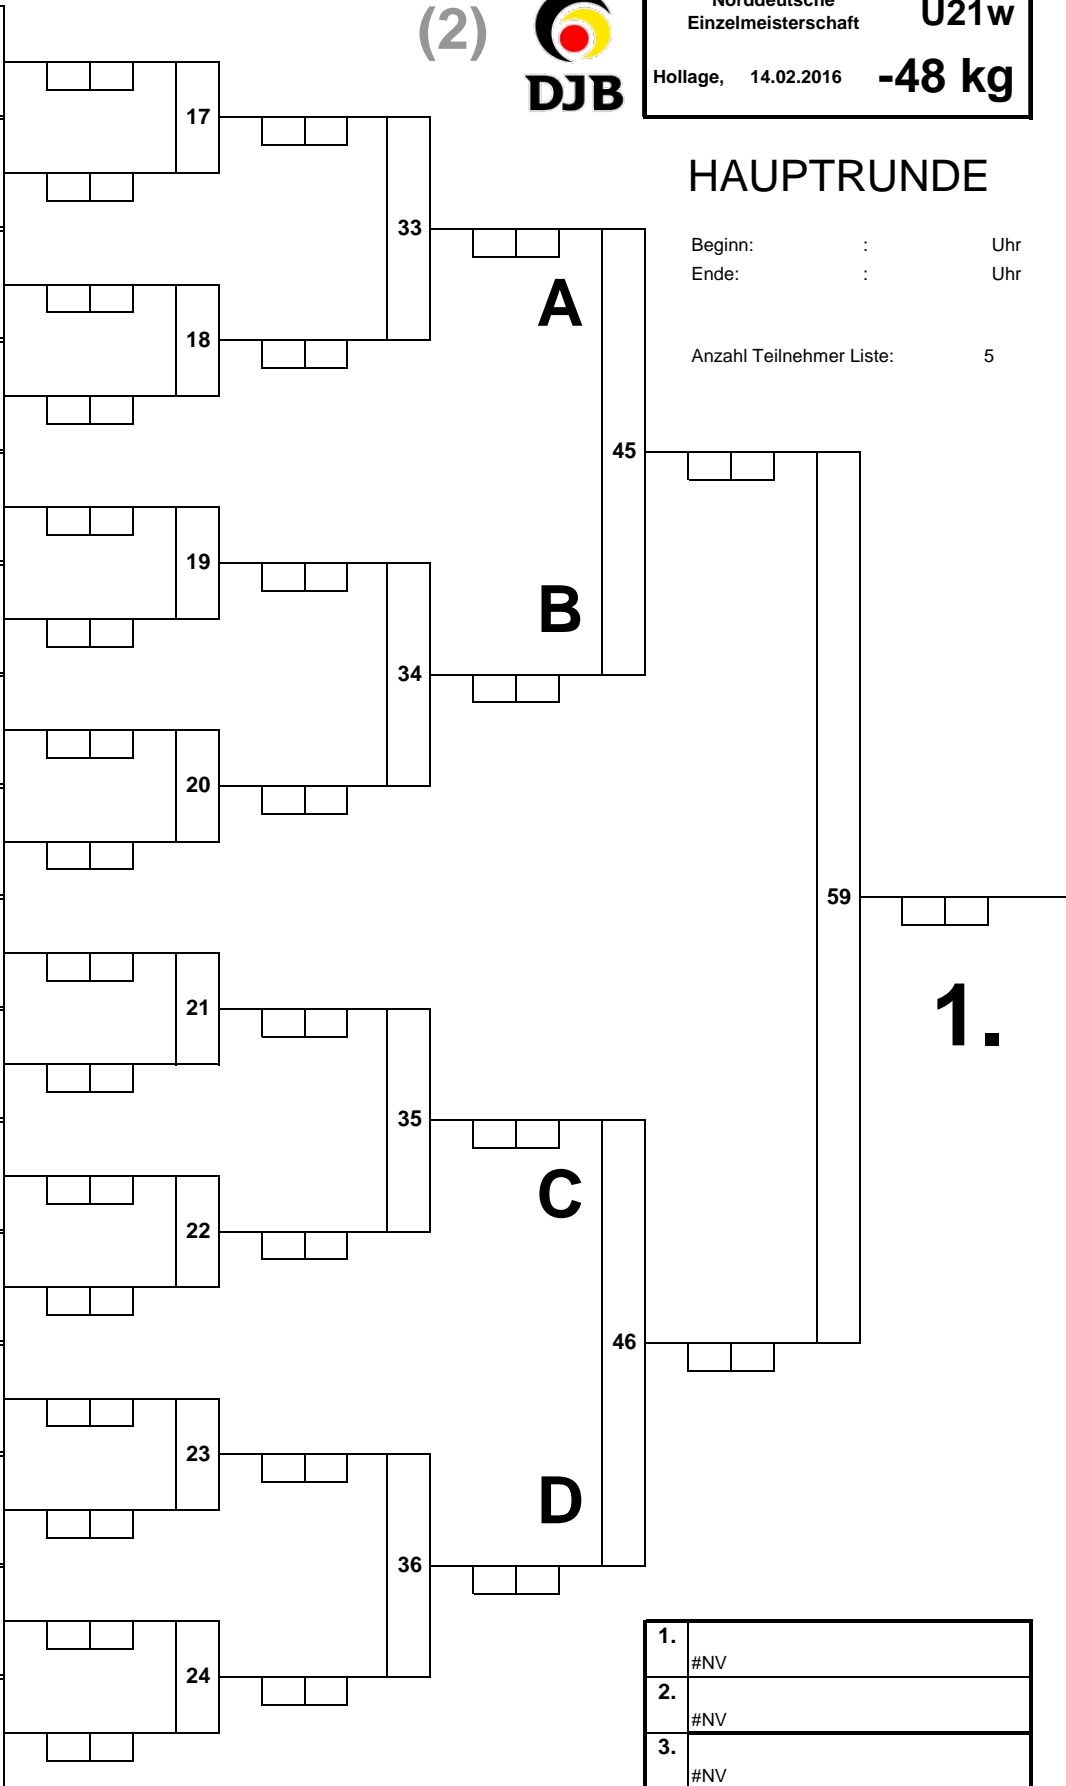 (2)
DJB
Norddeutsche
Einzelmeisterschaft
U21w
Hollage, 14.02.2016 -48 kg
HAUPTRUNDE
Beginn: : Uhr
Ende: : Uhr
Anzahl Teilnehmer Liste: 5
17
33
A
18
45
19
B
34
20
59
1.
21
35
C
22
46
23
D
36
24
1.
#NV
2.
#NV
3.
#NV